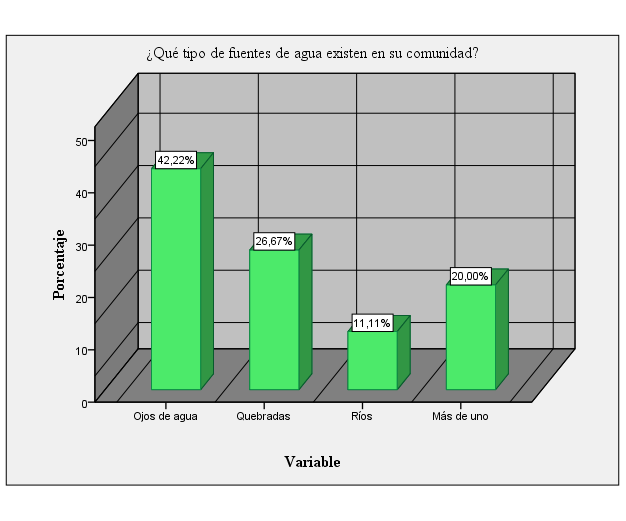 ¿Qué tipo de fuentes de agua existen en su comunidad?
50
40
30
20
10
0
Porcentaje
42,22%
26,67%
11,11%
20,00%
Ojos de agua
Quebradas
Ríos
Más de uno
Variable